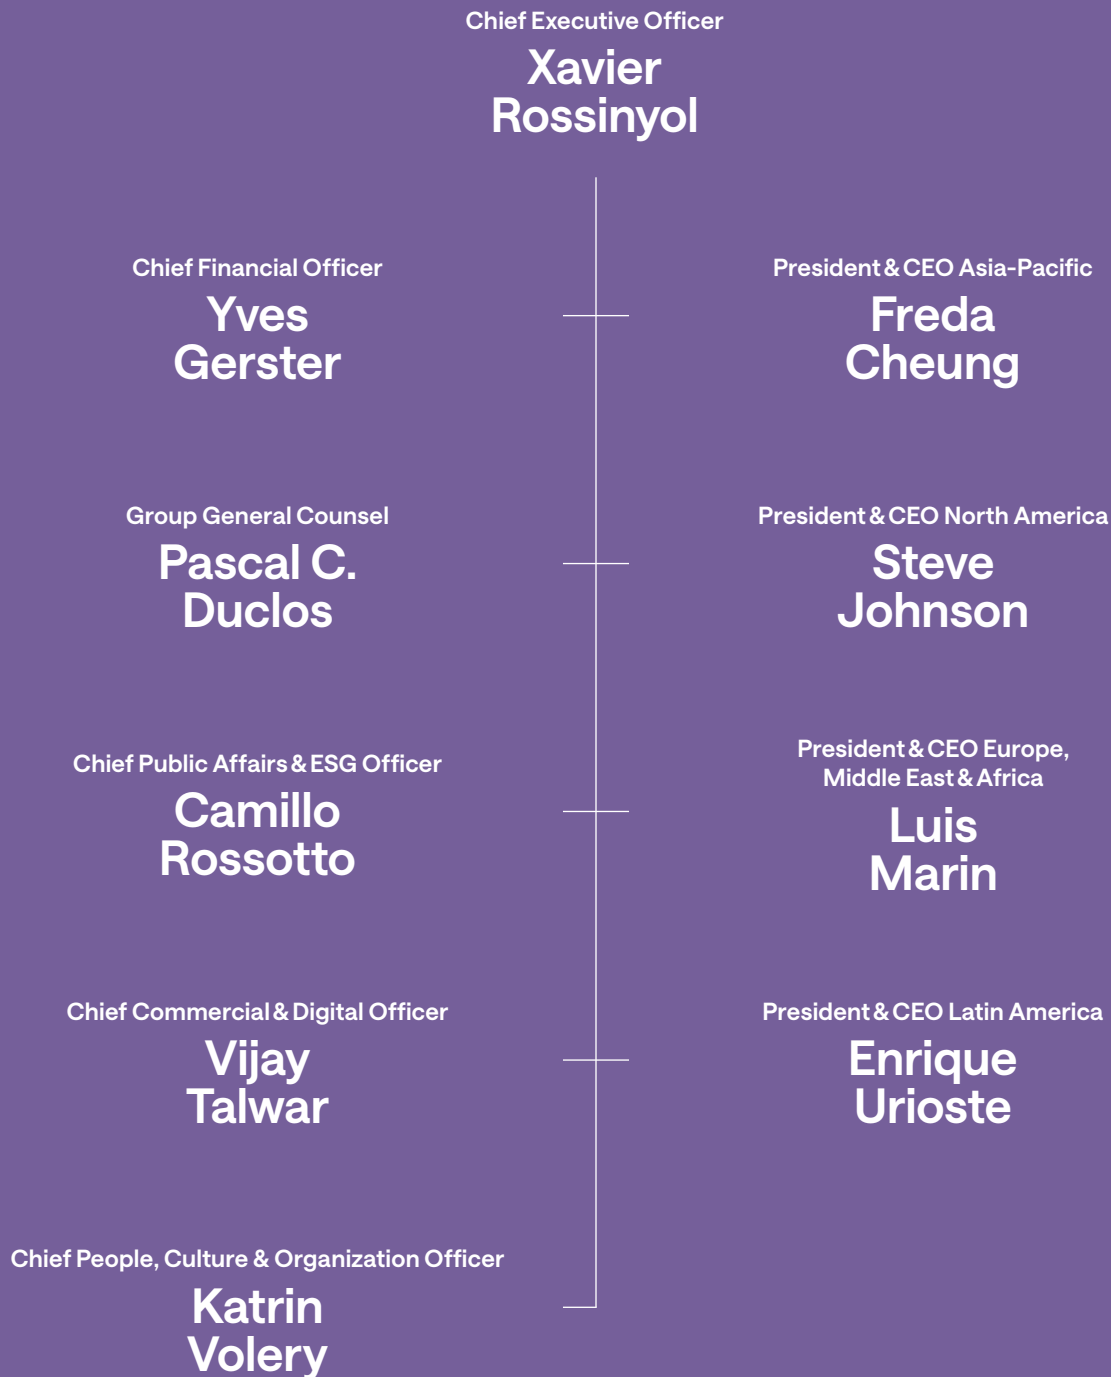 Chief Executive Officer
Xavier
Rossinyol
Chief Financial Officer
Yves
Gerster
President & CEO Asia-Pacific
Freda
Cheung
Group General Counsel
Pascal C.
Duclos
President & CEO North America
Steve
Johnson
Chief Public Affairs & ESG Officer
Camillo
Rossotto
President & CEO Europe,
Middle East & Africa
Luis
Marin
Chief Commercial & Digital Officer
Vijay
Talwar
President & CEO Latin America
Enrique
Urioste
Chief People, Culture & Organization Officer
Katrin
Volery